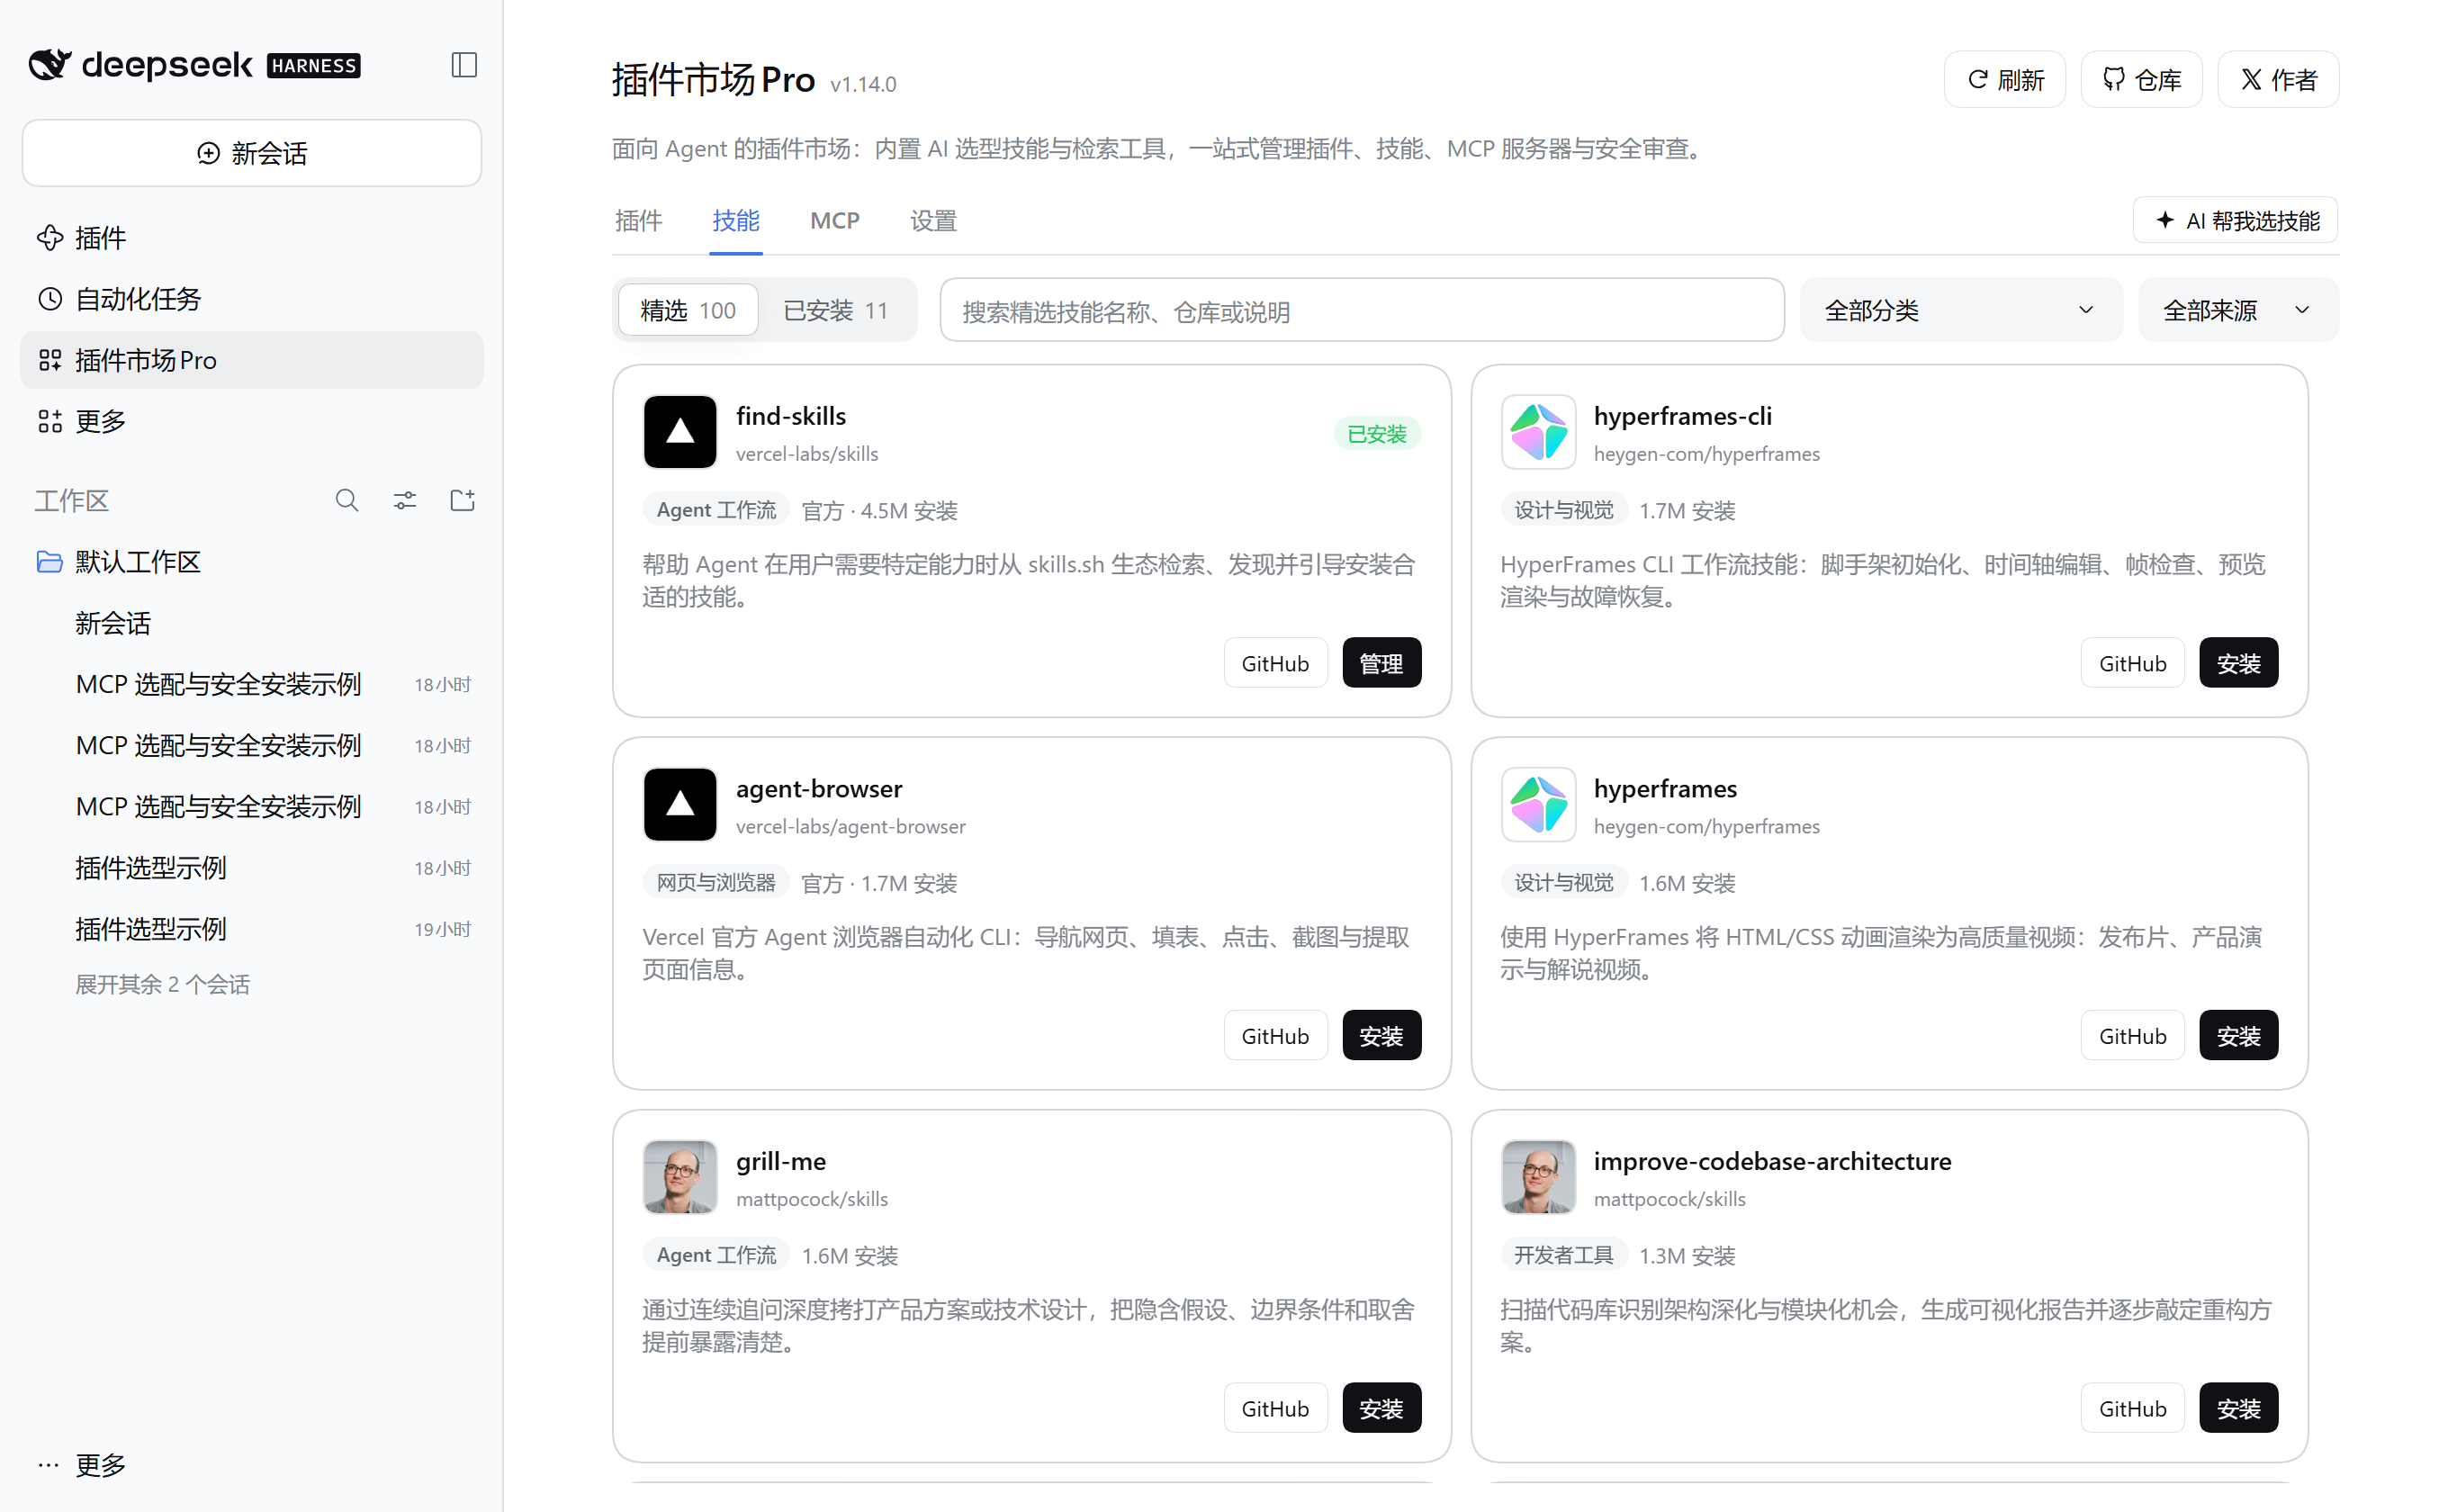 deepseek HARNESS
新会话
插件
自动化任务
插件市场Pro
更多
工作区
默认工作区
新会话
MCP 选配与安全安装示例 18小时
MCP 选配与安全安装示例 18小时
MCP 选配与安全安装示例 18小时
插件选型示例 18小时
插件选型示例 19小时
展开其余 2 个会话
更多
插件市场Pro v1.14.0
刷新
仓库
作者
面向 Agent 的插件市场：内置 AI 选型技能与检索工具，一站式管理插件、技能、MCP 服务器与安全审查。
插件 技能 MCP 设置
AI 帮我选技能
精选 100 已安装 11
搜索精选技能名称、仓库或说明
全部分类
全部来源
find-skills
vercel-labs/skills
已安装
Agent 工作流 官方 · 4.5M 安装
帮助 Agent 在用户需要特定能力时从 skills.sh 生态检索、发现并引导安装合
适的技能。
GitHub 管理
hyperframes-cli
heygen-com/hyperframes
设计与视觉 1.7M 安装
HyperFrames CLI 工作流技能：脚手架初始化、时间轴编辑、帧检查、预览
渲染与故障恢复。
GitHub 安装
agent-browser
vercel-labs/agent-browser
网页与浏览器 官方 · 1.7M 安装
Vercel 官方 Agent 浏览器自动化 CLI：导航网页、填表、点击、截图与提取
页面信息。
GitHub 安装
hyperframes
heygen-com/hyperframes
设计与视觉 1.6M 安装
使用 HyperFrames 将 HTML/CSS 动画渲染为高质量视频：发布片、产品演
示与解说视频。
GitHub 安装
grill-me
mattpocock/skills
Agent 工作流 1.6M 安装
通过连续追问深度拷打产品方案或技术设计，把隐含假设、边界条件和取舍
提前暴露清楚。
GitHub 安装
improve-codebase-architecture
mattpocock/skills
开发者工具 1.3M 安装
扫描代码库识别架构深化与模块化机会，生成可视化报告并逐步敲定重构方
案。
GitHub 安装